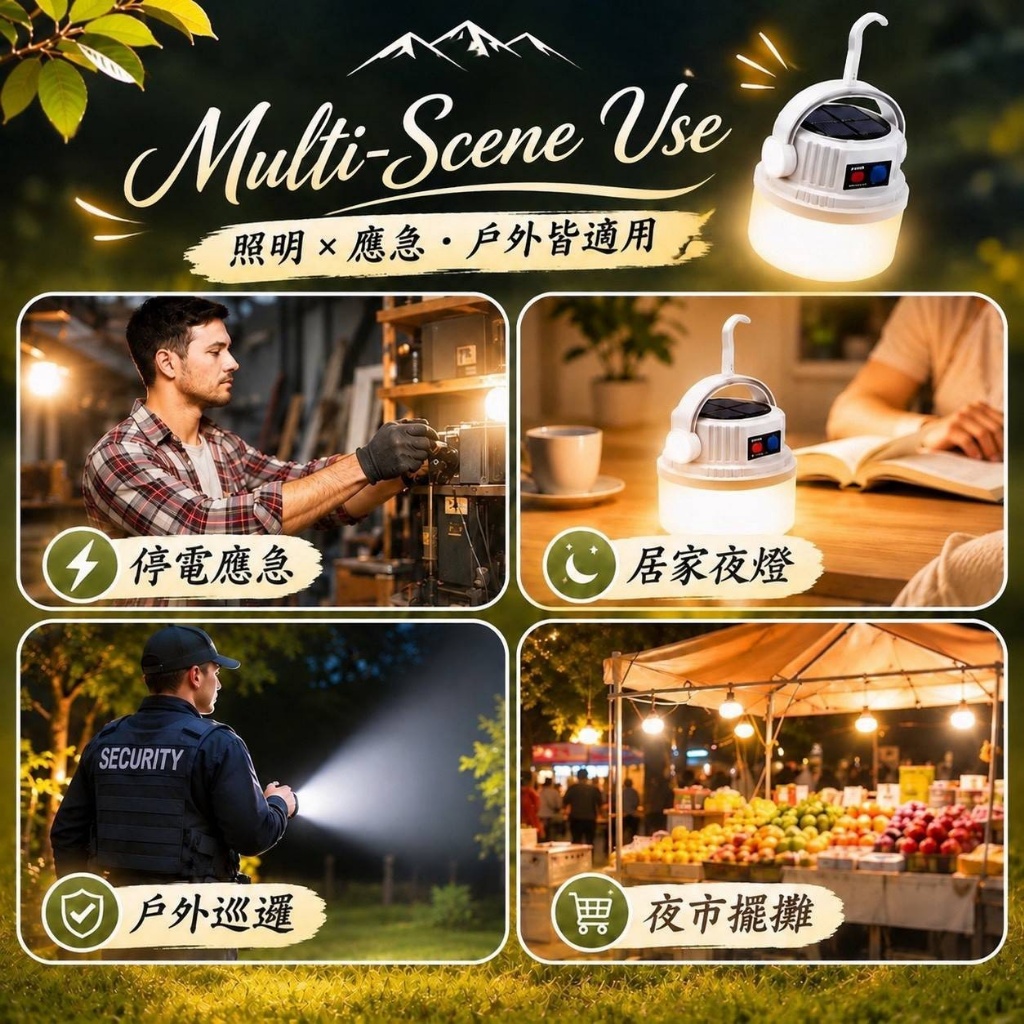 Multi-Scene Use
照明 × 應急・戶外皆適用
停電應急
居家夜燈
SECURITY
戶外巡邏
夜市擺攤